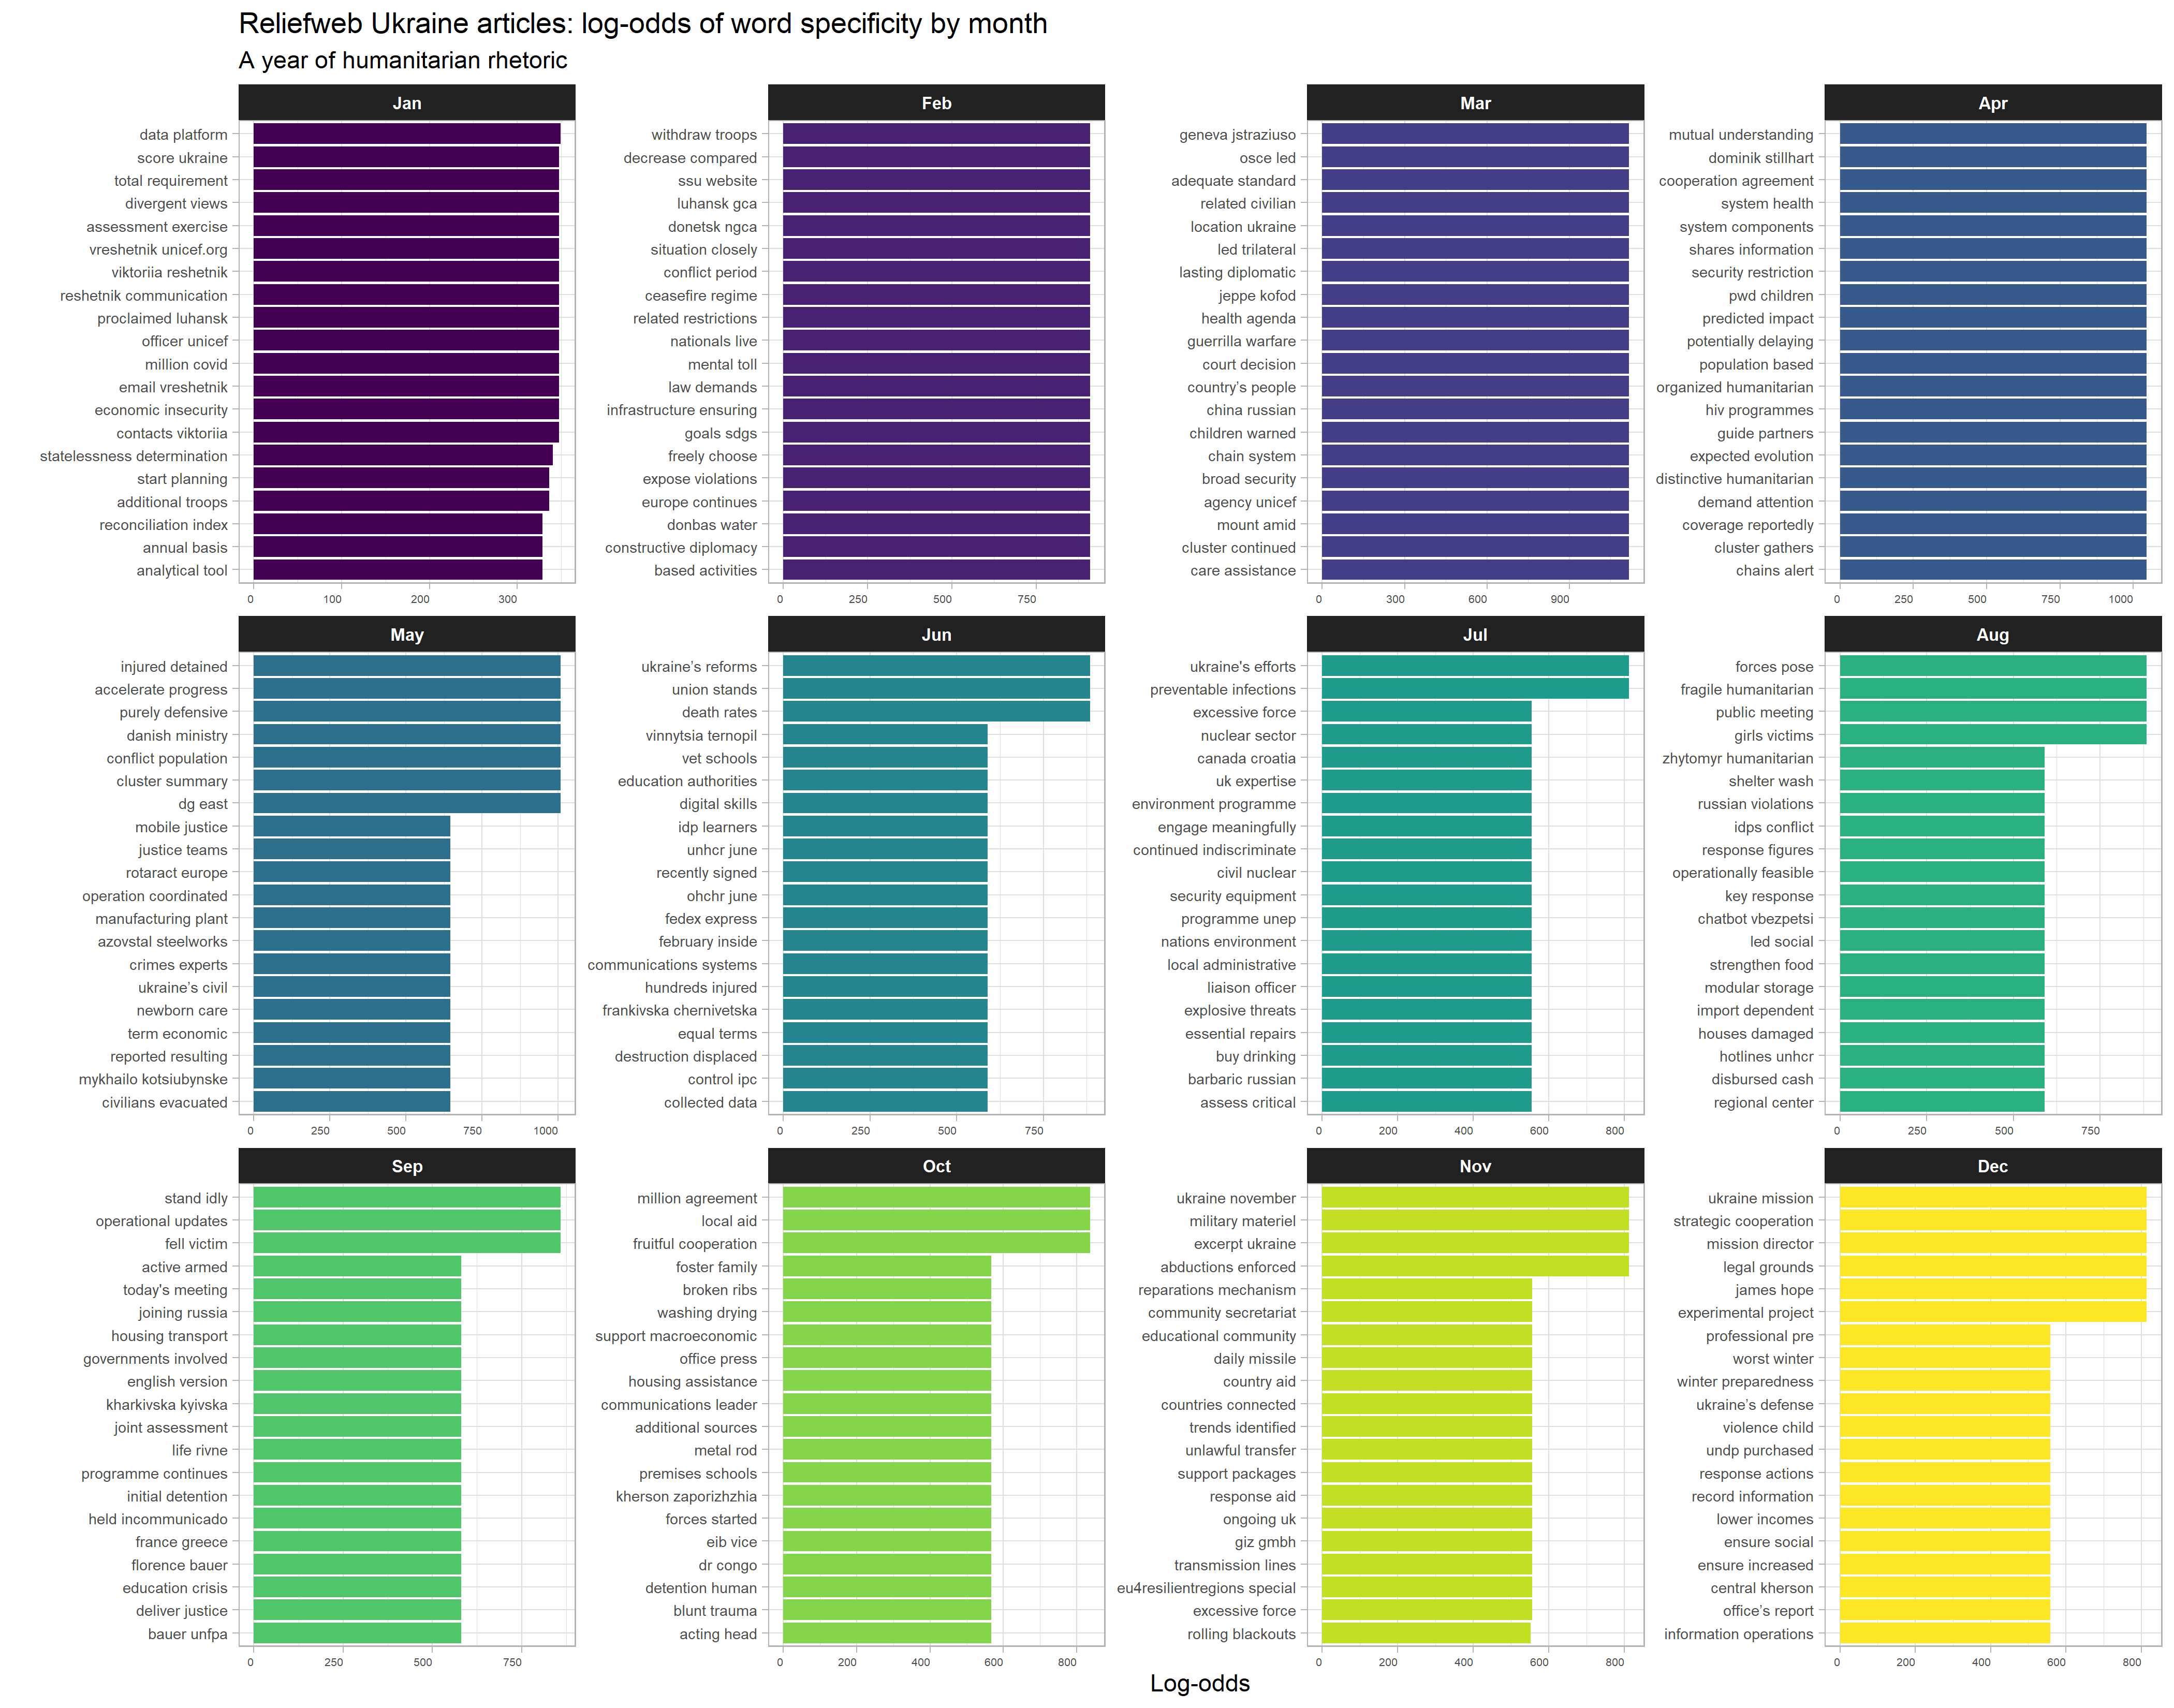 Reliefweb Ukraine articles: log-odds of word specificity by month
A year of humanitarian rhetoric
Jan
data platform
score ukraine
total requirement
divergent views
assessment exercise
vreshetnik unicef.org
viktoriia reshetnik
reshetnik communication
proclaimed luhansk
officer unicef
million covid
email vreshetnik
economic insecurity
contacts viktoriia
statelessness determination
start planning
additional troops
reconciliation index
annual basis
analytical tool
0 100 200 300
Feb
withdraw troops
decrease compared
ssu website
luhansk gca
donetsk ngca
situation closely
conflict period
ceasefire regime
related restrictions
nationals live
mental toll
law demands
infrastructure ensuring
goals sdgs
freely choose
expose violations
europe continues
donbas water
constructive diplomacy
based activities
0 250 500 750
Mar
geneva jstraziuso
osce led
adequate standard
related civilian
location ukraine
led trilateral
lasting diplomatic
jeppe kofod
health agenda
guerrilla warfare
court decision
country's people
china russian
children warned
chain system
broad security
agency unicef
mount amid
cluster continued
care assistance
0 300 600 900
Apr
mutual understanding
dominik stillhart
cooperation agreement
system health
system components
shares information
security restriction
pwd children
predicted impact
potentially delaying
population based
organized humanitarian
hiv programmes
guide partners
expected evolution
distinctive humanitarian
demand attention
coverage reportedly
cluster gathers
chains alert
0 250 500 750 1000
May
injured detained
accelerate progress
purely defensive
danish ministry
conflict population
cluster summary
dg east
mobile justice
justice teams
rotaract europe
operation coordinated
manufacturing plant
azovstal steelworks
crimes experts
ukraine's civil
newborn care
term economic
reported resulting
mykhailo kotsiubynske
civilians evacuated
0 250 500 750 1000
Jun
ukraine's reforms
union stands
death rates
vinnytsia ternopil
vet schools
education authorities
digital skills
idp learners
unhcr june
recently signed
ohchr june
fedex express
february inside
communications systems
hundreds injured
frankivska chernivetska
equal terms
destruction displaced
control ipc
collected data
0 250 500 750
Jul
ukraine's efforts
preventable infections
excessive force
nuclear sector
canada croatia
uk expertise
environment programme
engage meaningfully
continued indiscriminate
civil nuclear
security equipment
programme unep
nations environment
local administrative
liaison officer
explosive threats
essential repairs
buy drinking
barbaric russian
assess critical
0 200 400 600 800
Aug
forces pose
fragile humanitarian
public meeting
girls victims
zhytomyr humanitarian
shelter wash
russian violations
idps conflict
response figures
operationally feasible
key response
chatbot vbezpetsi
led social
strengthen food
modular storage
import dependent
houses damaged
hotlines unhcr
disbursed cash
regional center
0 250 500 750
Sep
stand idly
operational updates
fell victim
active armed
today's meeting
joining russia
housing transport
governments involved
english version
kharkivska kyivska
joint assessment
life rivne
programme continues
initial detention
held incommunicado
france greece
florence bauer
education crisis
deliver justice
bauer unfpa
0 250 500 750
Oct
million agreement
local aid
fruitful cooperation
foster family
broken ribs
washing drying
support macroeconomic
office press
housing assistance
communications leader
additional sources
metal rod
premises schools
kherson zaporizhzhia
forces started
eib vice
dr congo
detention human
blunt trauma
acting head
0 200 400 600 800
Nov
ukraine november
military materiel
excerpt ukraine
abductions enforced
reparations mechanism
community secretariat
educational community
daily missile
country aid
countries connected
trends identified
unlawful transfer
support packages
response aid
ongoing uk
giz gmbh
transmission lines
eu4resilientregions special
excessive force
rolling blackouts
0 200 400 600 800
Dec
ukraine mission
strategic cooperation
mission director
legal grounds
james hope
experimental project
professional pre
worst winter
winter preparedness
ukraine's defense
violence child
undp purchased
response actions
record information
lower incomes
ensure social
ensure increased
central kherson
office's report
information operations
0 200 400 600 800
Log-odds